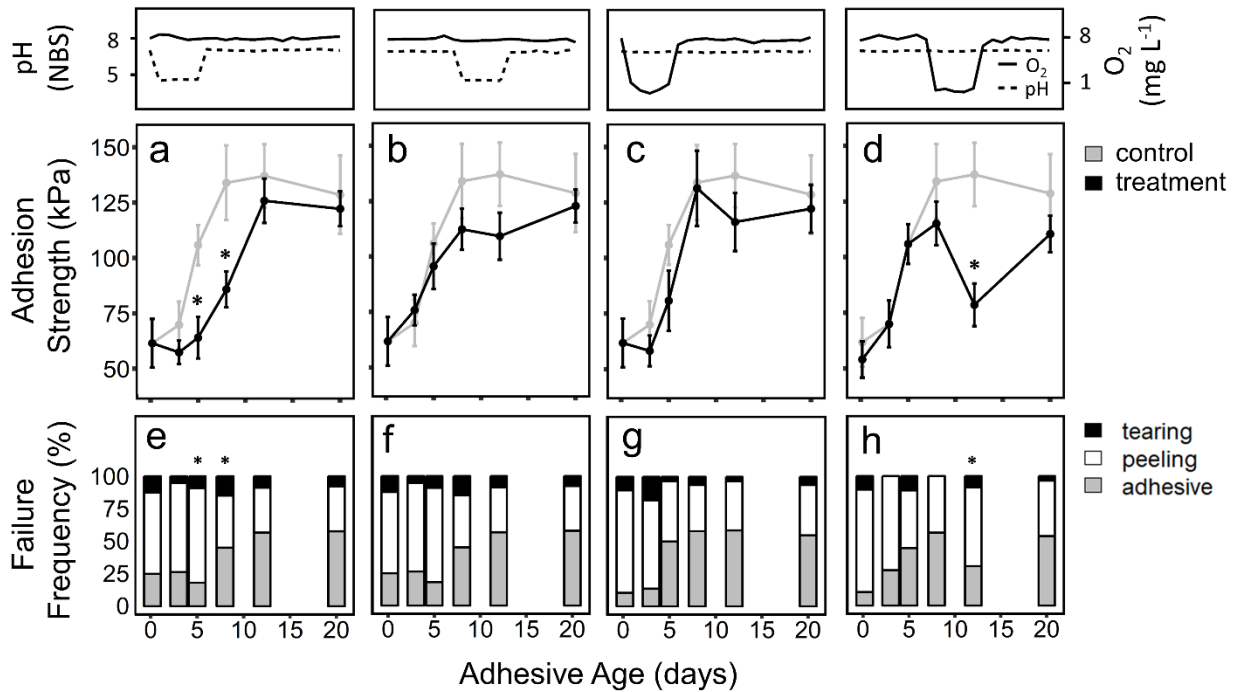 pH
(NBS)
8
5
O₂
pH
8
1
O₂
(mg L⁻¹)
Adhesion
Strength (kPa)
150
125
100
75
50
a
*
*
b
c
d
*
control
treatment
Failure
Frequency (%)
100
75
50
25
0
e
*
*
f
g
h
*
tearing
peeling
adhesive
0 5 10 15 20
0 5 10 15 20
0 5 10 15 20
0 5 10 15 20
Adhesive Age (days)